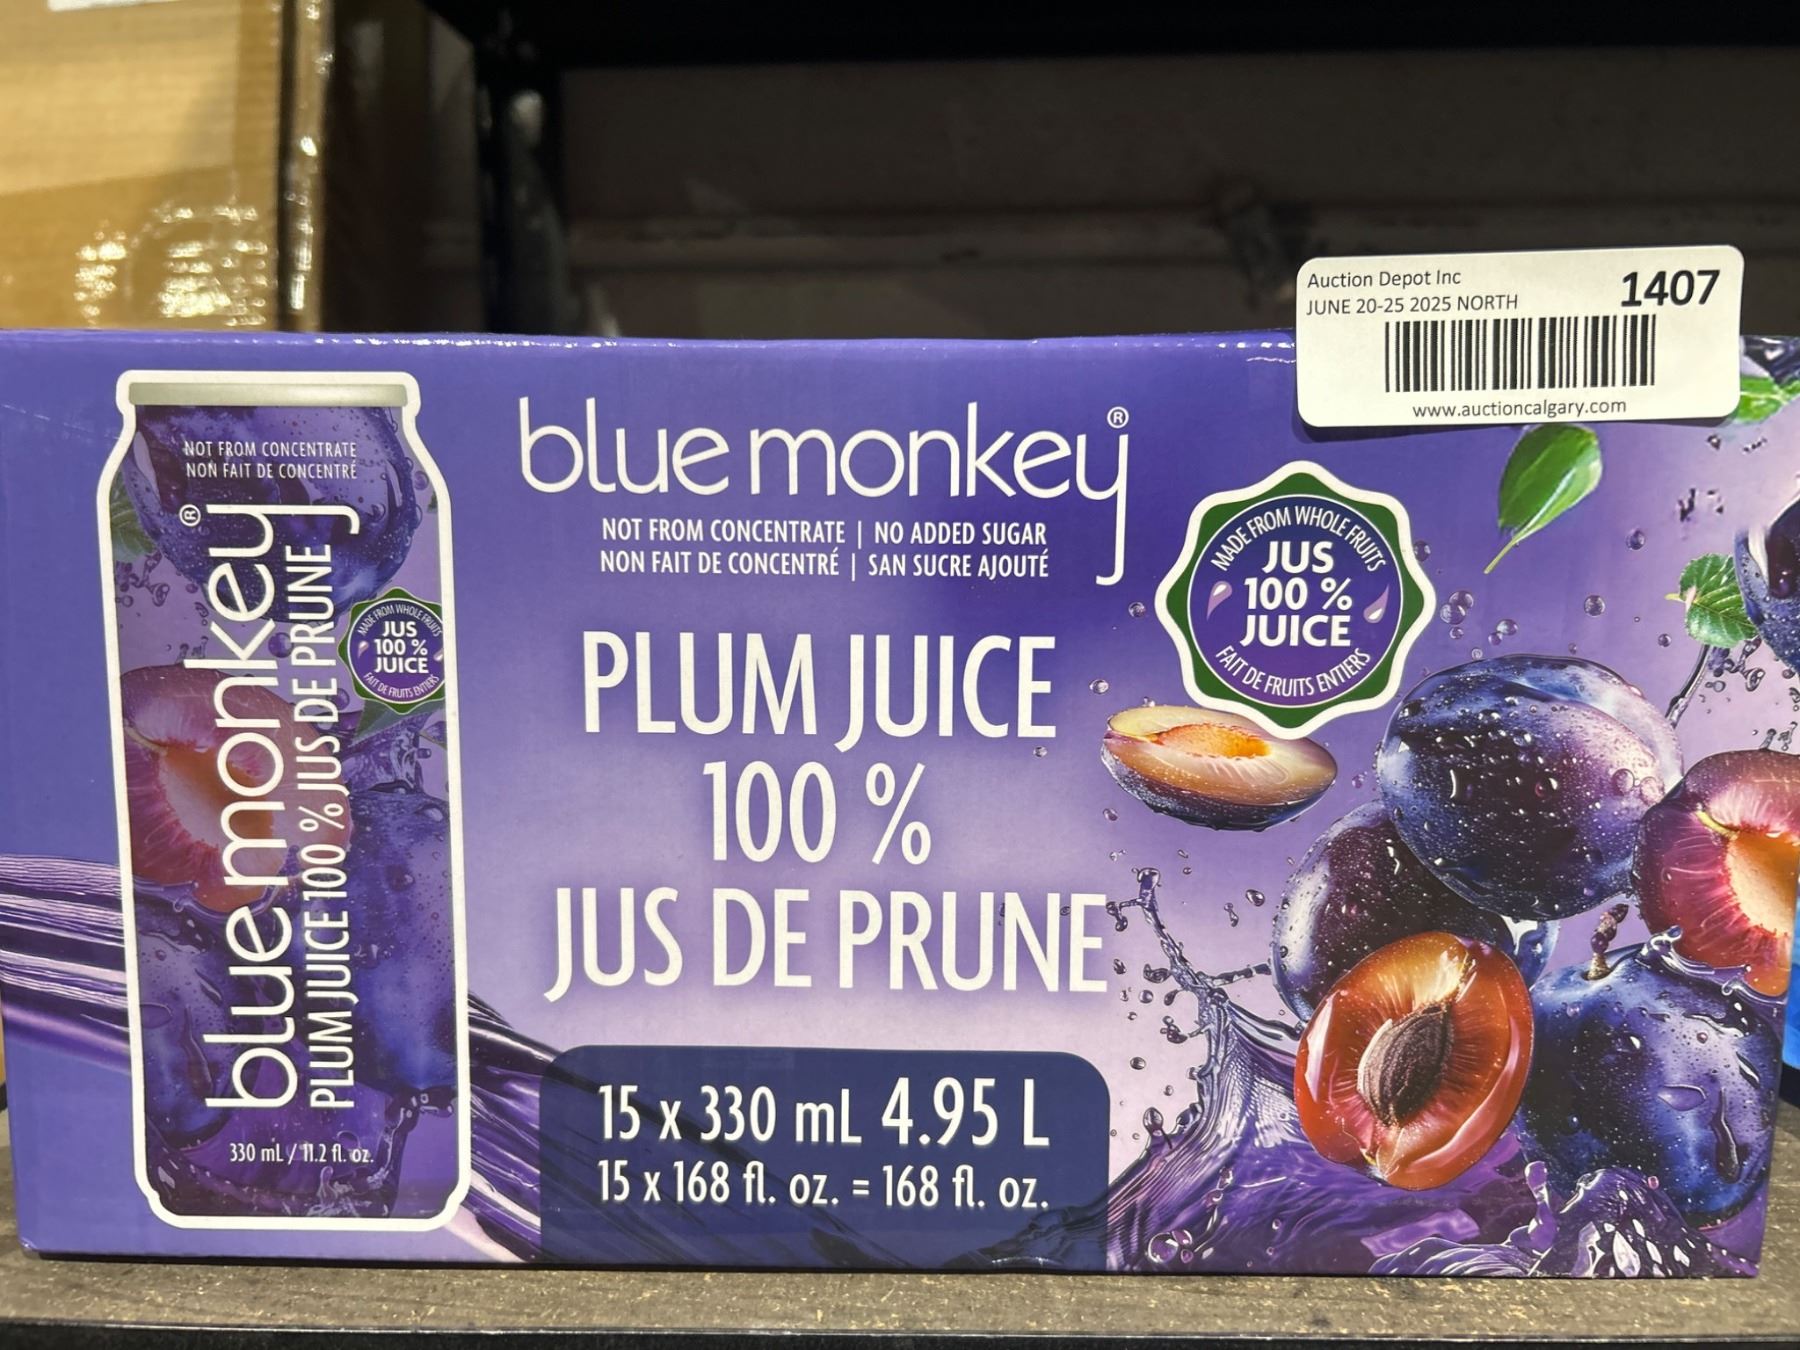 Auction Depot Inc
1407
JUNE 20-25 2025 NORTH
www.auctioncalgary.com
NOT FROM CONCENTRATE
NON FAIT DE CONCENTRÉ
blue monkey®
PLUM JUICE 100 % JUS DE PRUNE
MADE FROM WHOLE FRUITS
JUS
100 %
JUICE
FAIT DE FRUITS ENTIERS
330 mL / 11.2 fl. oz.
blue monkey®
NOT FROM CONCENTRATE | NO ADDED SUGAR
NON FAIT DE CONCENTRÉ | SAN SUCRE AJOUTÉ
PLUM JUICE
100 %
JUS DE PRUNE
15 x 330 mL 4.95 L
15 x 168 fl. oz. = 168 fl. oz.
MADE FROM WHOLE FRUITS
JUS
100 %
JUICE
FAIT DE FRUITS ENTIERS